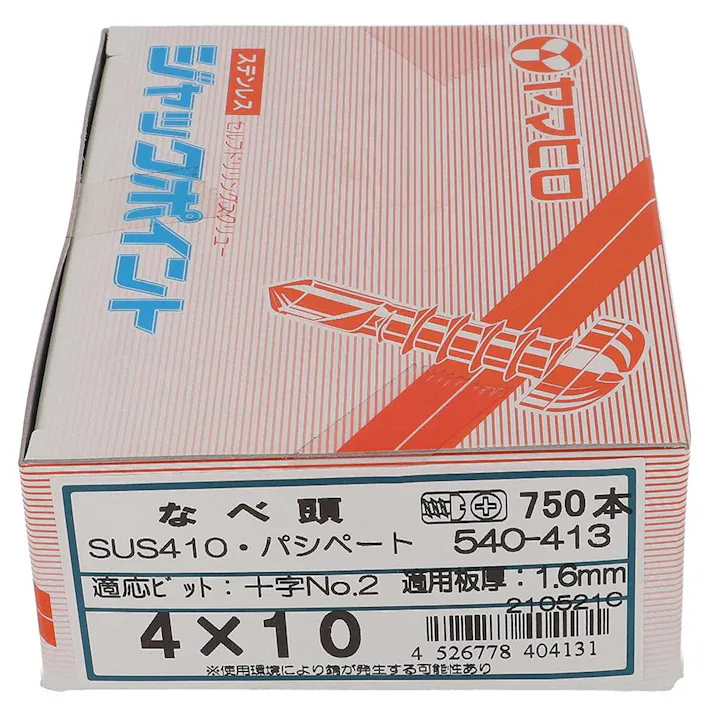 ヤマヒロ
ステンレス
セルフドリリングスクリュー
ジャックポイント
なべ頭
750本
SUS410・パシペート
540-413
適応ビット:十字No.2
適用板厚:1.6mm
210521C
4×10
4 526778 404131
※使用環境により錆が発生する可能性あり